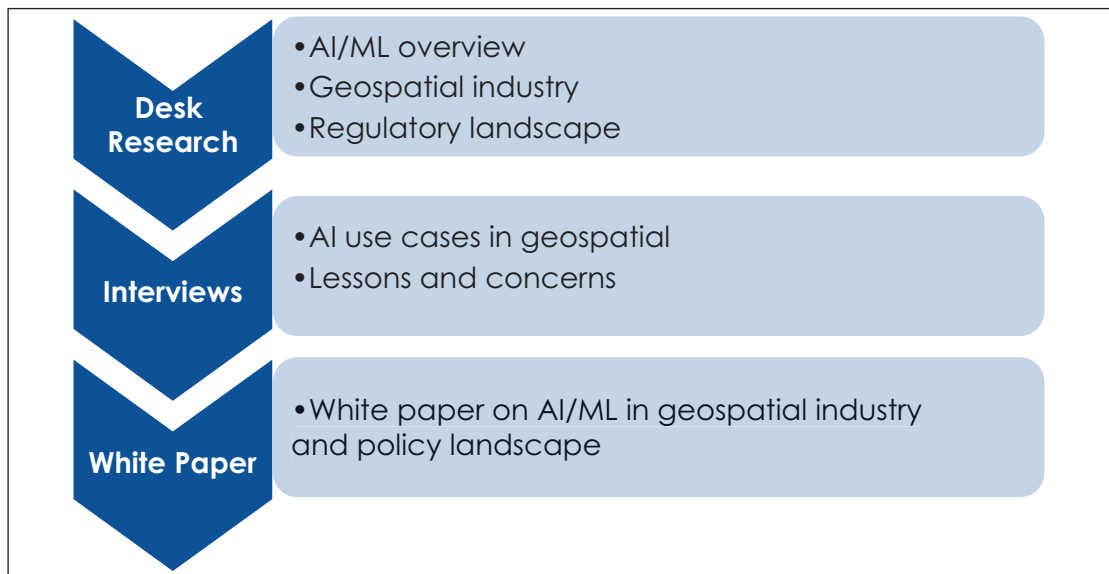 Desk
Research
•AI/ML overview
•Geospatial industry
•Regulatory landscape
Interviews
•AI use cases in geospatial
•Lessons and concerns
White Paper
•White paper on AI/ML in geospatial industry
and policy landscape